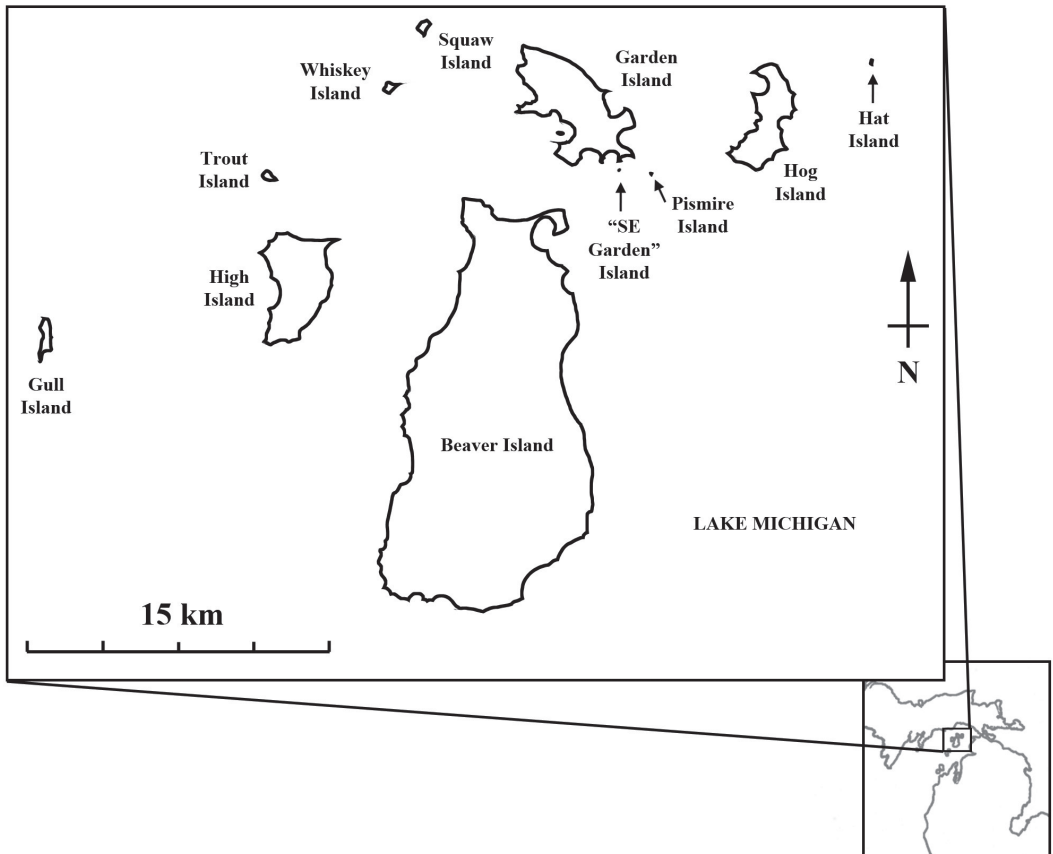 Squaw
Island
Whiskey
Island
Garden
Island
Hat
Island
Trout
Island
Hog
Island
Pismire
Island
“SE
Garden”
Island
High
Island
N
Gull
Island
Beaver Island
LAKE MICHIGAN
15 km